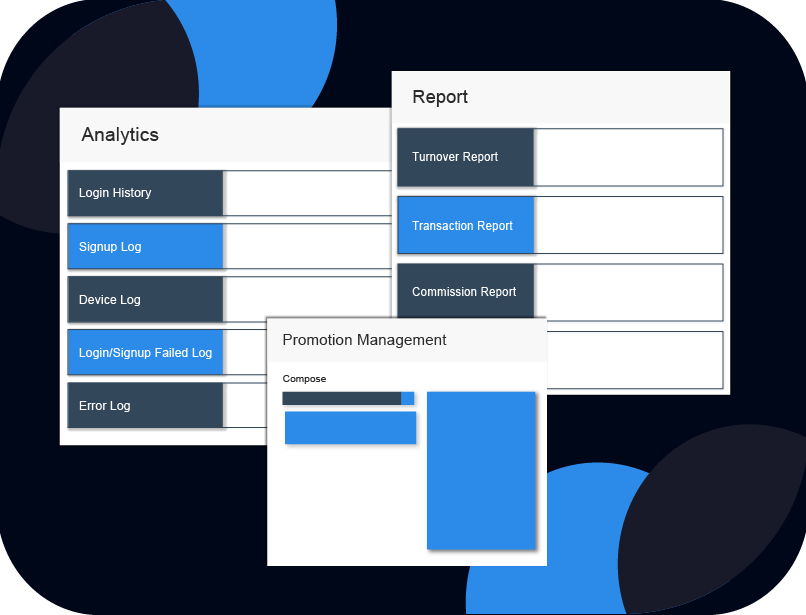 Analytics
Login History
Signup Log
Device Log
Login/Signup Failed Log
Error Log
Report
Turnover Report
Transaction Report
Commission Report
Promotion Management
Compose